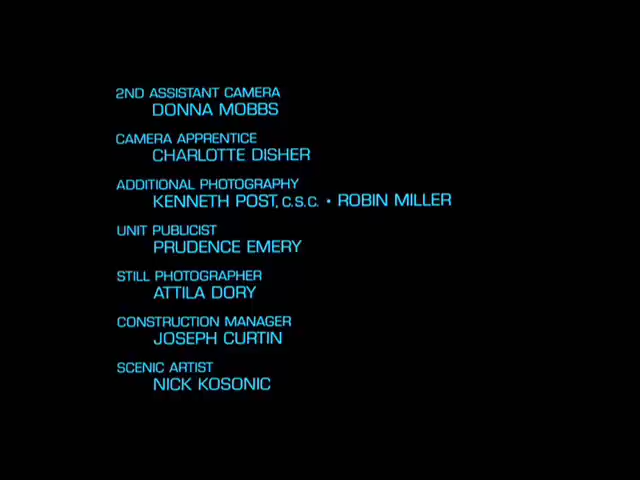 2ND ASSISTANT CAMERA
DONNA MOBBS
CAMERA APPRENTICE
CHARLOTTE DISHER
ADDITIONAL PHOTOGRAPHY
KENNETH POST, C.S.C. • ROBIN MILLER
UNIT PUBLICIST
PRUDENCE EMERY
STILL PHOTOGRAPHER
ATTILA DORY
CONSTRUCTION MANAGER
JOSEPH CURTIN
SCENIC ARTIST
NICK KOSONIC